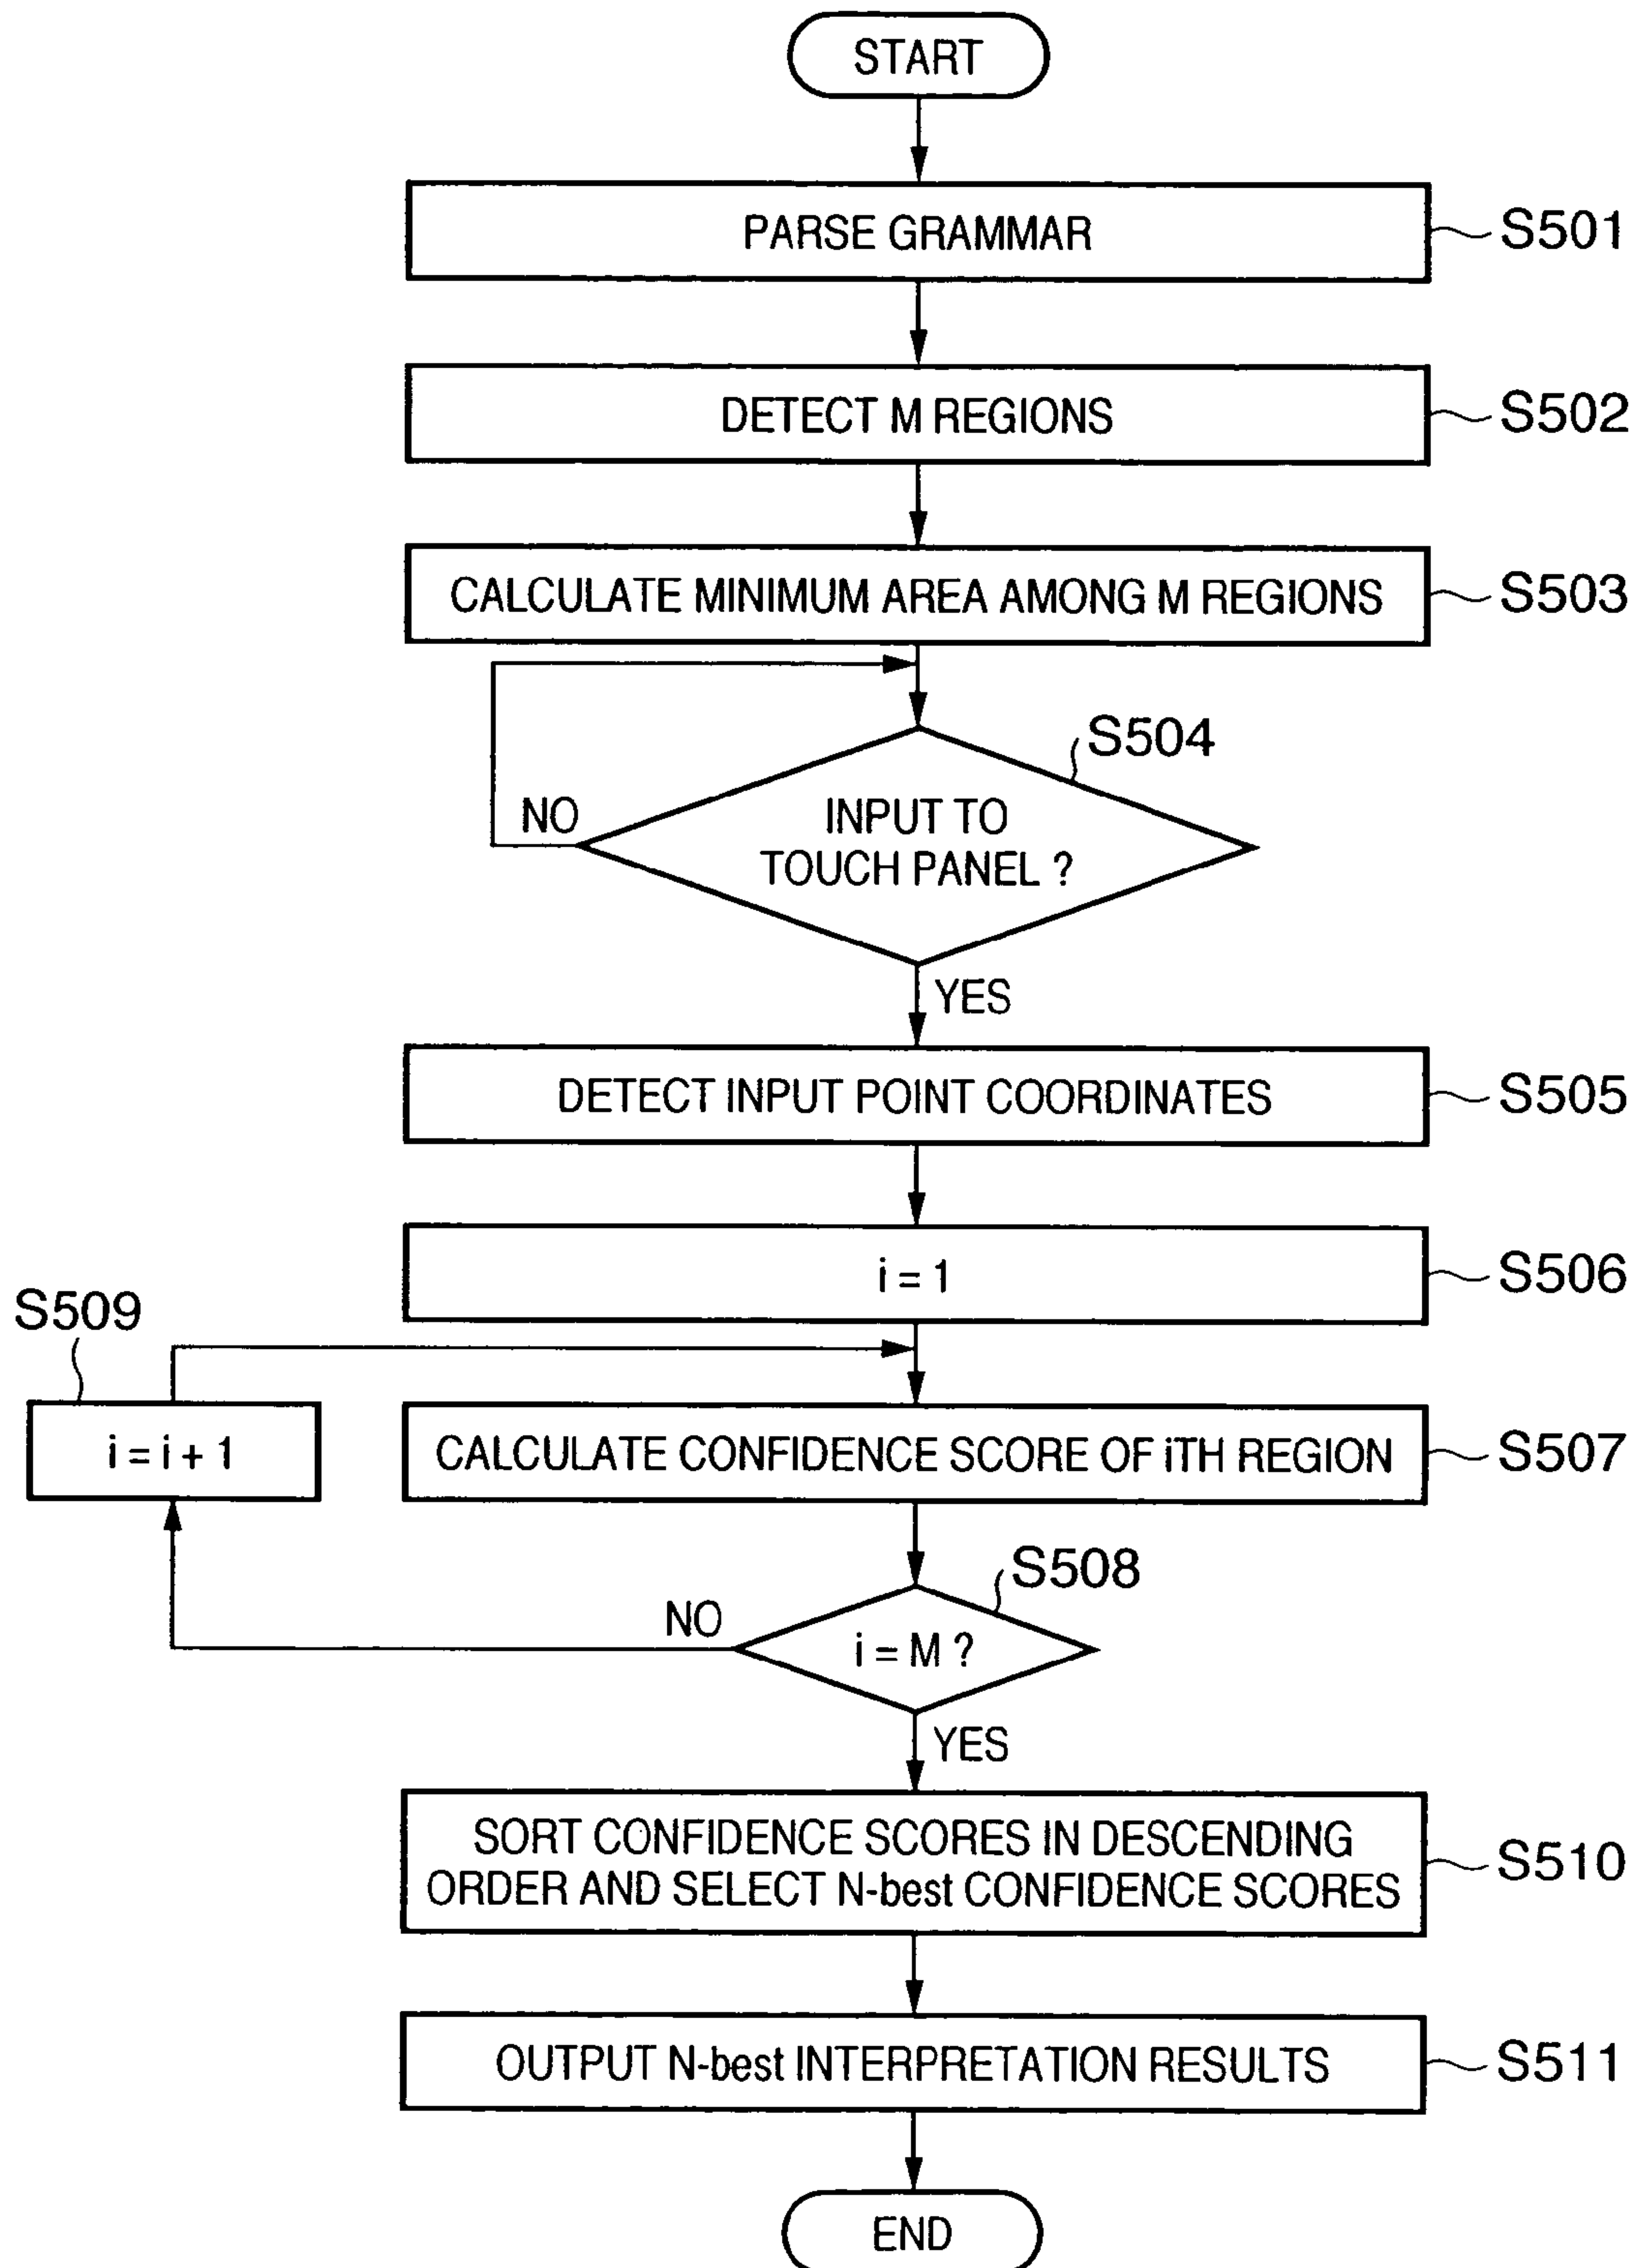 START
PARSE GRAMMAR
S501
DETECT M REGIONS
S502
CALCULATE MINIMUM AREA AMONG M REGIONS
S503
S504
NO
INPUT TO
TOUCH PANEL ?
YES
DETECT INPUT POINT COORDINATES
S505
i = 1
S506
S509
i = i + 1
CALCULATE CONFIDENCE SCORE OF iTH REGION
S507
S508
NO
i = M ?
YES
SORT CONFIDENCE SCORES IN DESCENDING
ORDER AND SELECT N-best CONFIDENCE SCORES
S510
OUTPUT N-best INTERPRETATION RESULTS
S511
END